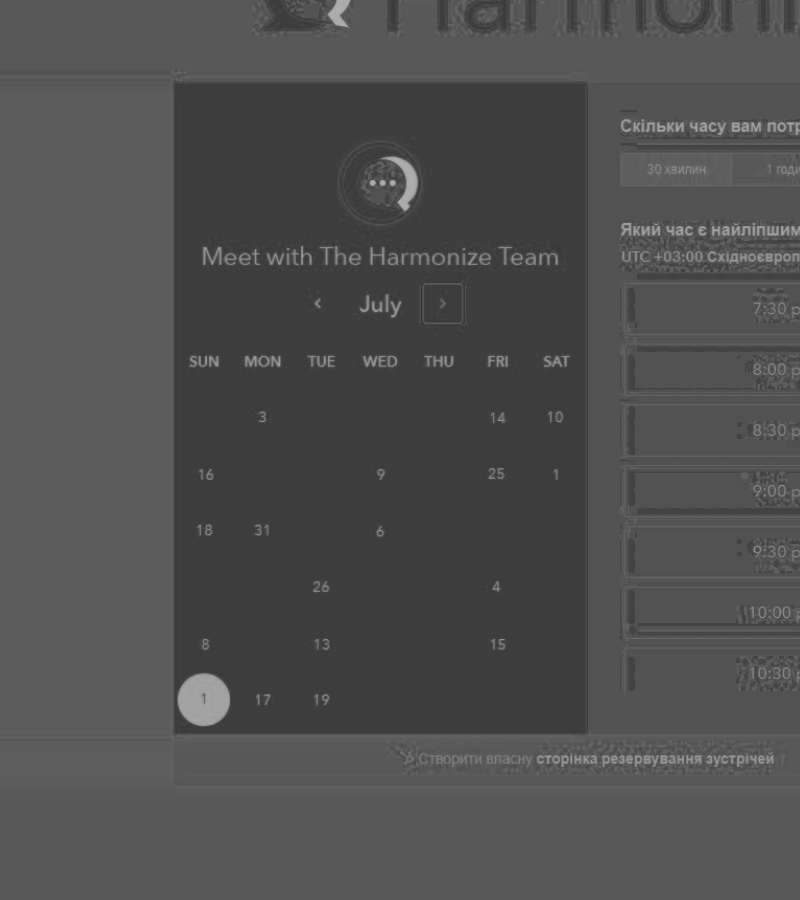 Harmoni
Meet with The Harmonize Team
‹ July ›
SUN MON TUE WED THU FRI SAT
3 14 10
16 9 25 1
18 31 6
26 4
8 13 15
1 17 19
Скільки часу вам потр
30 хвилин 1 годи
Який час є найліпшим
UTC +03:00 Східноєвроп
7:30 p
8:00 p
8:30 p
9:00 p
9:30 p
10:00 p
10:30 p
Створити власну сторінка резервування зустрічей